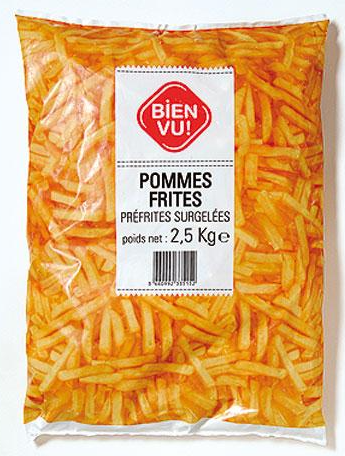 BIEN
VU!
POMMES
FRITES
PRÉFRITES SURGELÉES
poids net : 2,5 Kg e